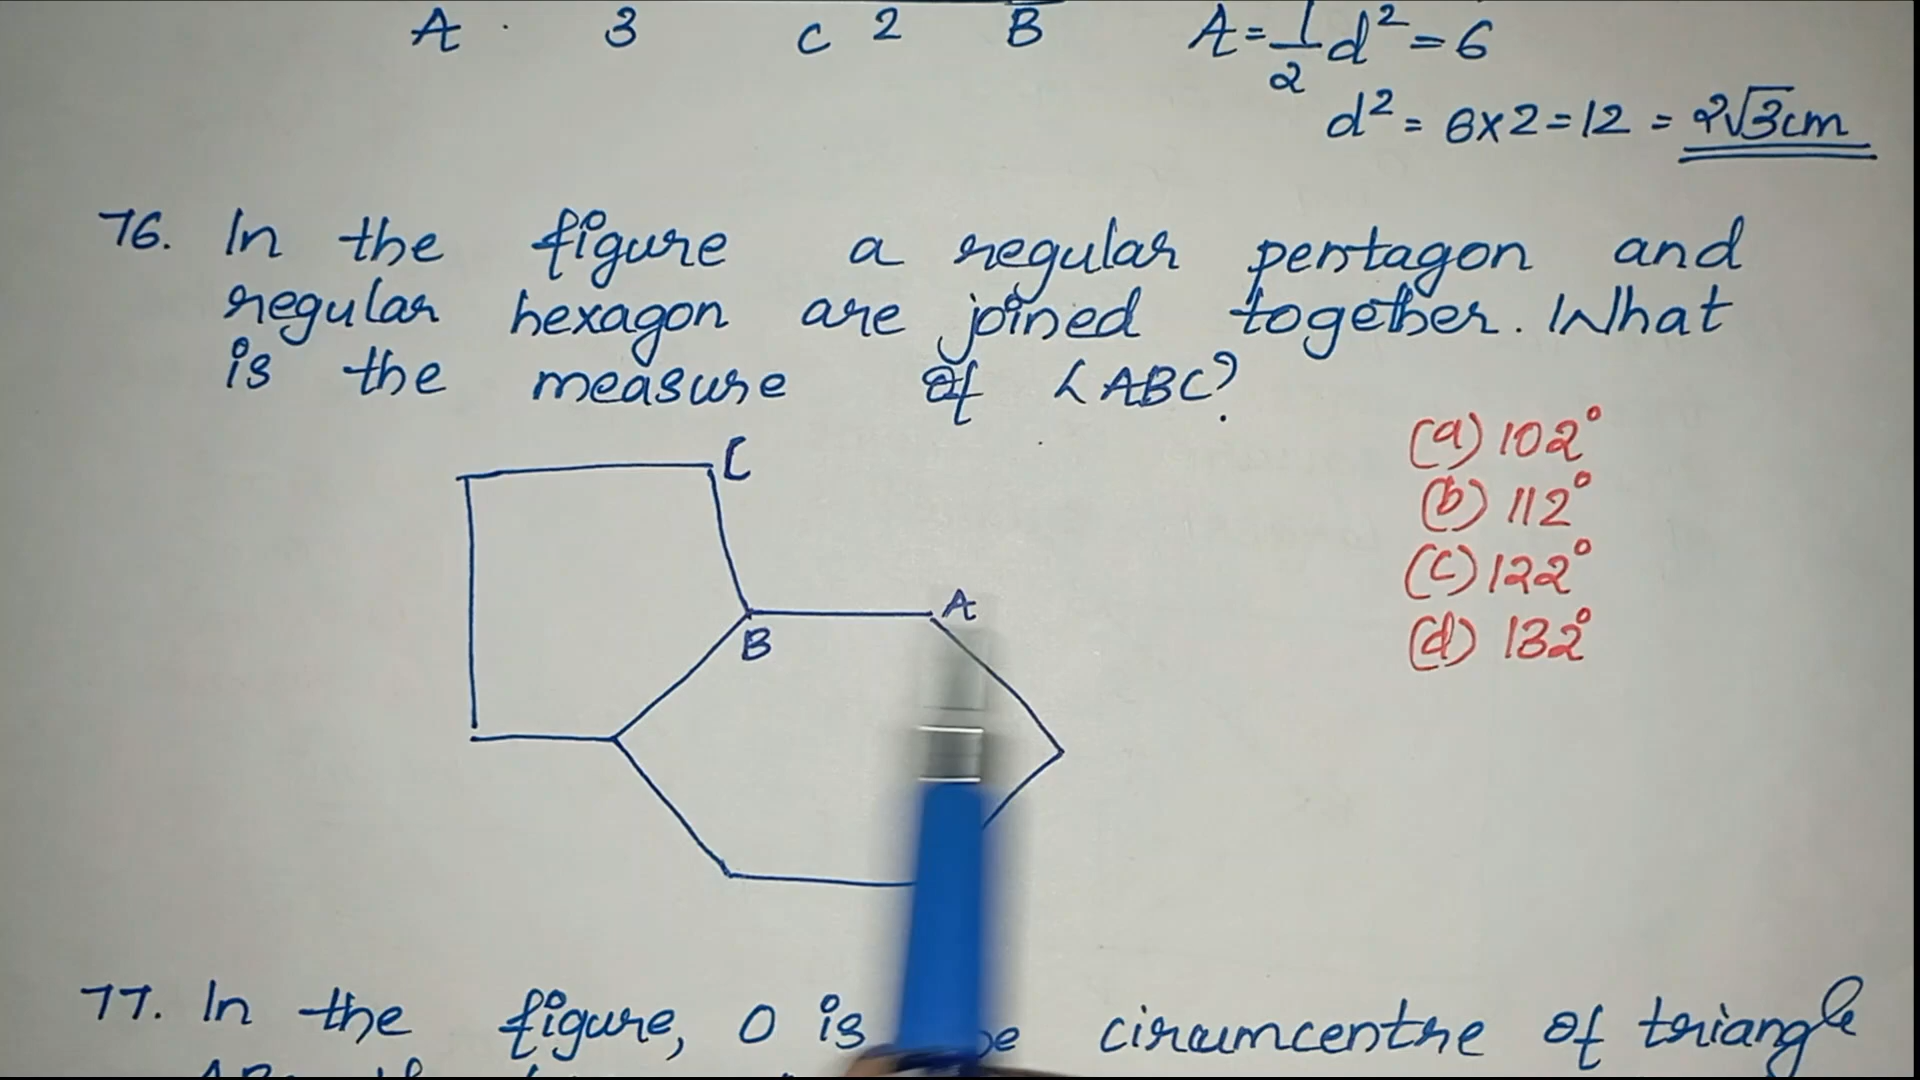 A . 3 C 2 B A = 1/2 d² = 6
d² = 6x2 = 12 = 2√3cm
76. In the figure a regular pentagon and
regular hexagon are joined together. What
is the measure of ∠ABC?
(a) 102°
(b) 112°
(c) 122°
(d) 132°
C
A
B
77. In the figure, O is circumcentre of triangle